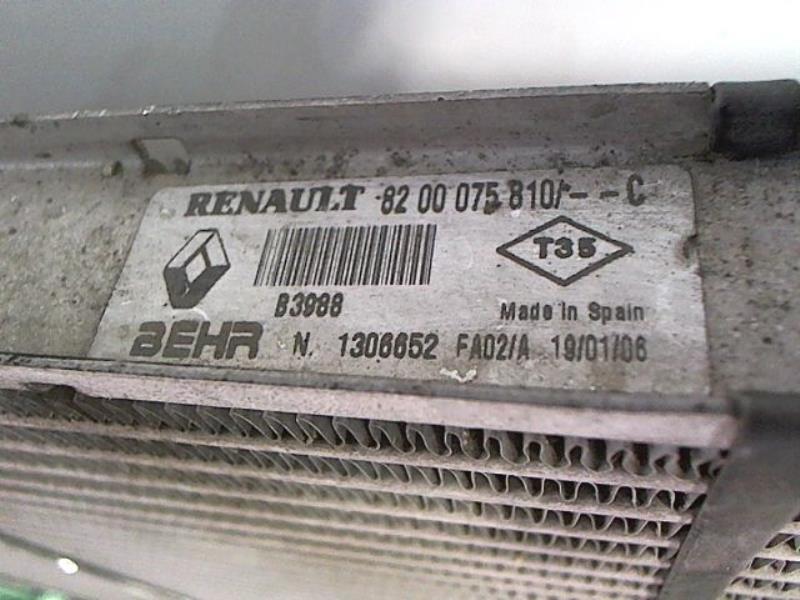 RENAULT 82 00 075 810/- - -C
T35
B3988
Made in Spain
BEHR N. 1306652 FA02/A 19/01/06